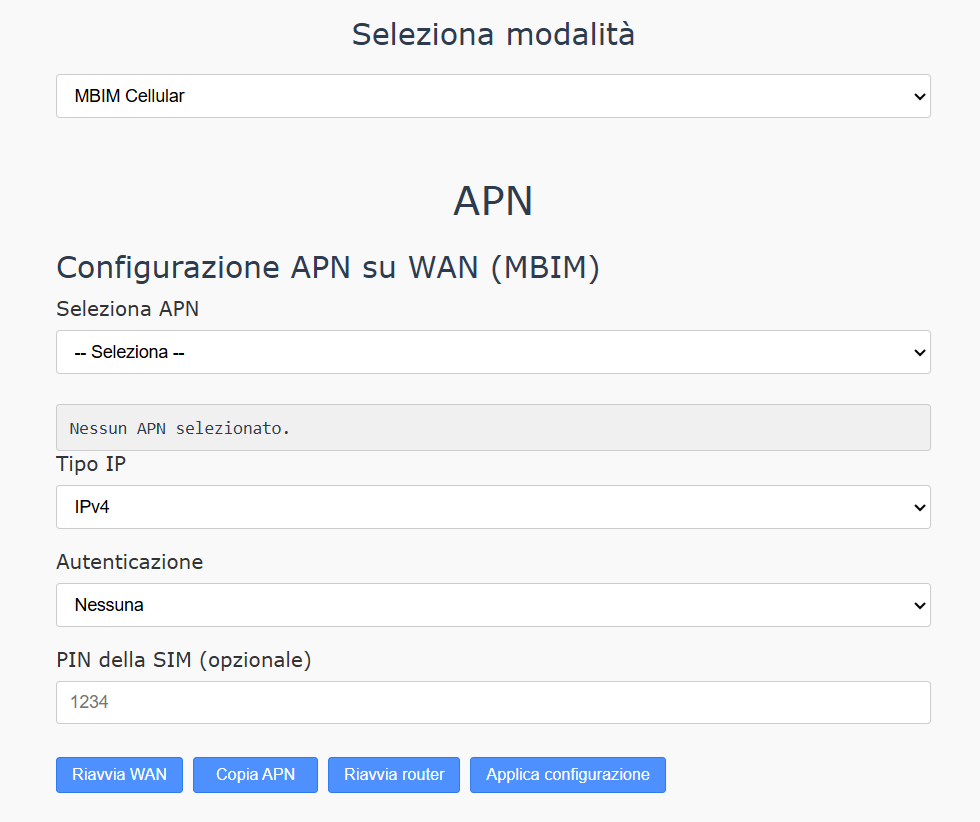 Seleziona modalità
MBIM Cellular
APN
Configurazione APN su WAN (MBIM)
Seleziona APN
-- Seleziona --
Nessun APN selezionato.
Tipo IP
IPv4
Autenticazione
Nessuna
PIN della SIM (opzionale)
1234
Riavvia WAN Copia APN Riavvia router Applica configurazione